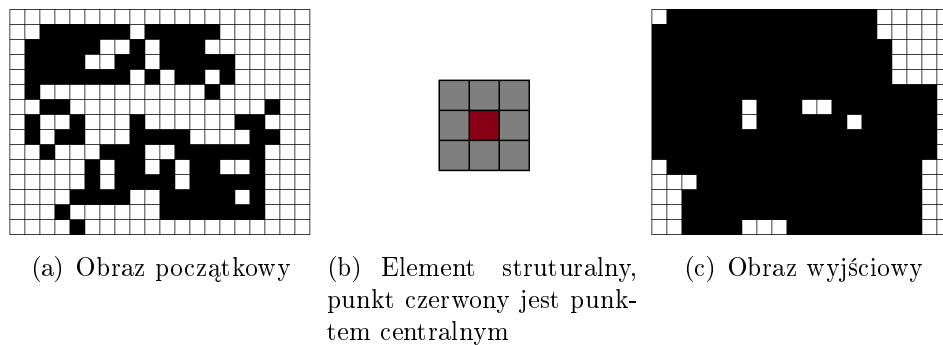 (a) Obraz początkowy
(b) Element struturalny,
punkt czerwony jest punk-
tem centralnym
(c) Obraz wyjściowy